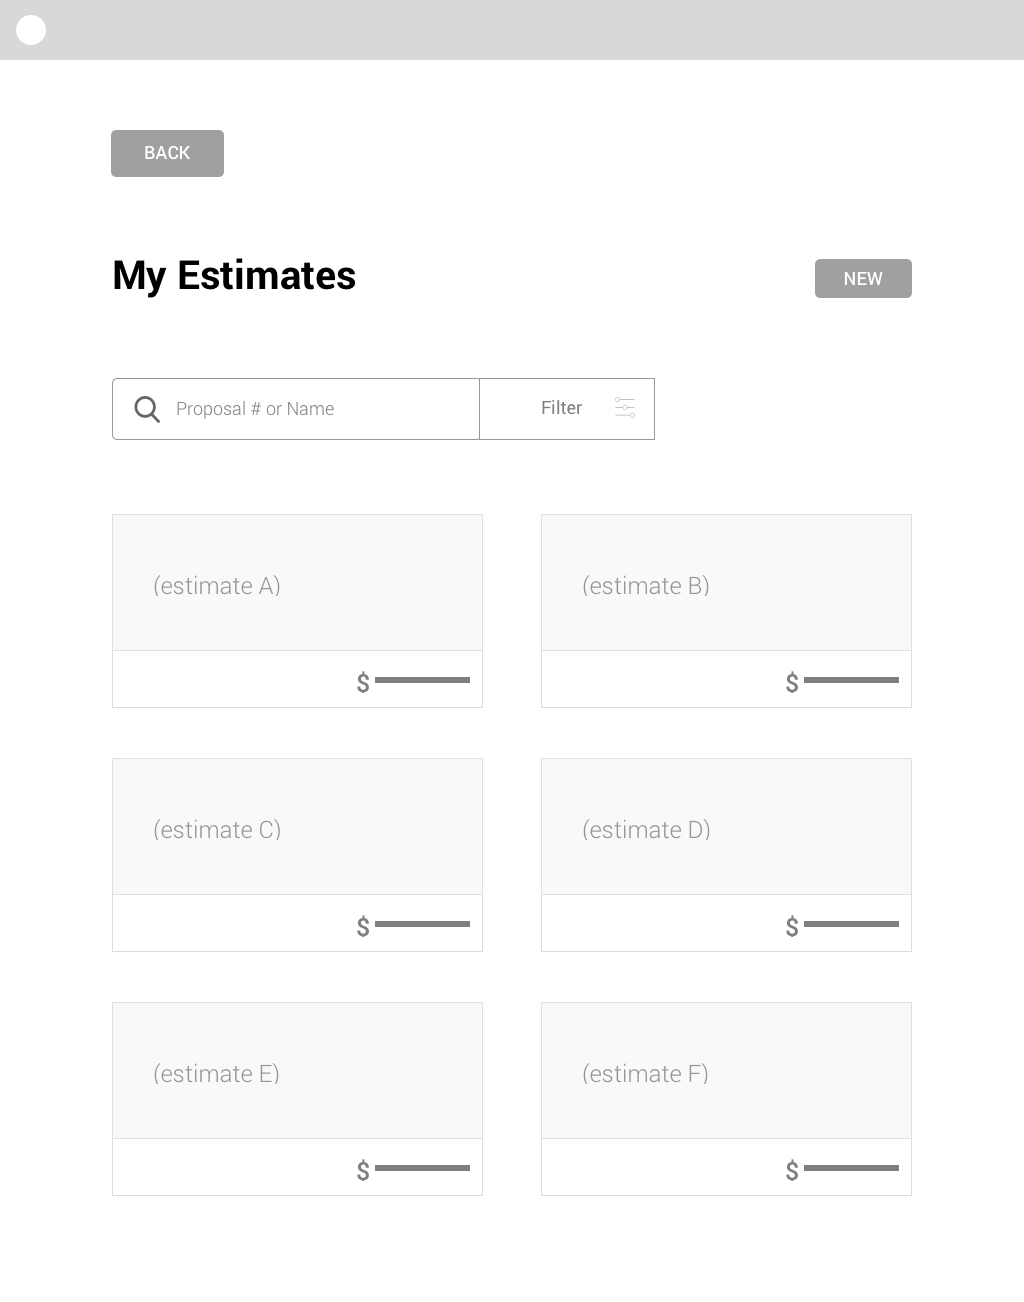 BACK
My Estimates
NEW
Proposal # or Name
Filter
(estimate A)
(estimate B)
$
$
(estimate C)
(estimate D)
$
$
(estimate E)
(estimate F)
$
$